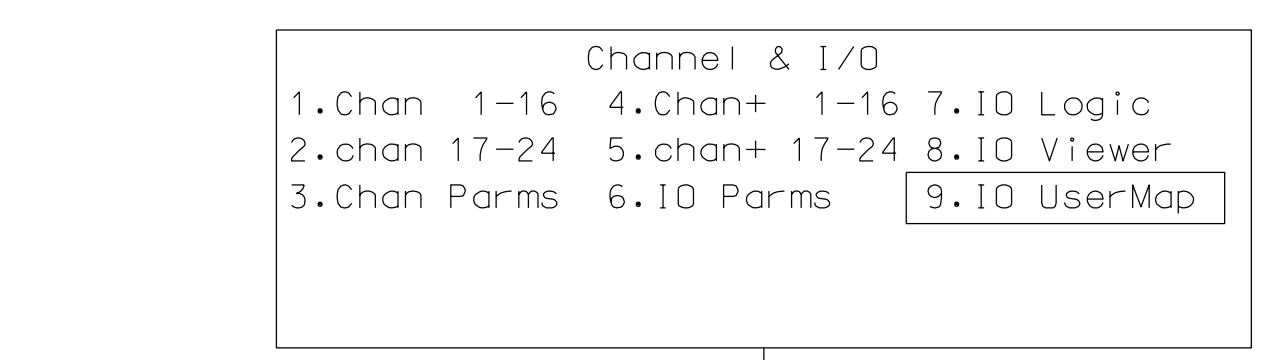 Channel & I/O
1.Chan 1-16 4.Chan+ 1-16 7.IO Logic
2.chan 17-24 5.chan+ 17-24 8.IO Viewer
3.Chan Parms 6.IO Parms 9.IO UserMap